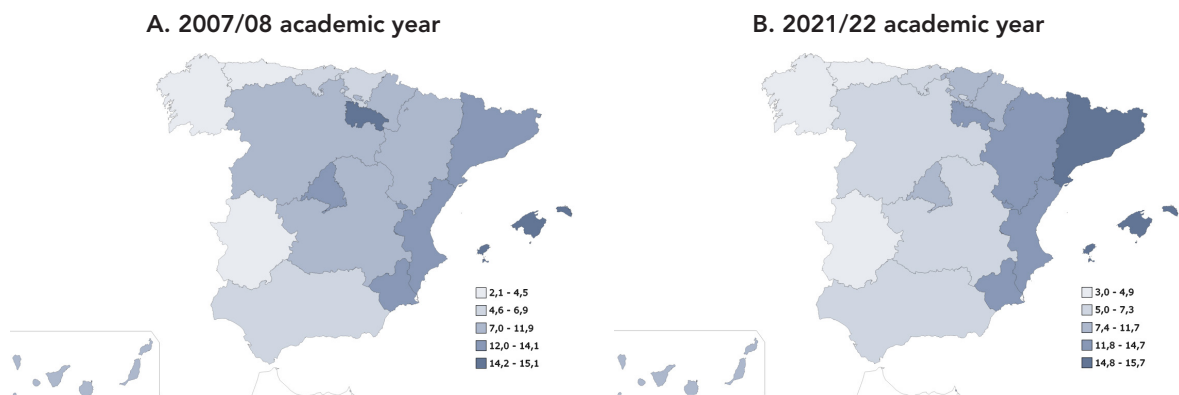 A. 2007/08 academic year
2,1 - 4,5
4,6 - 6,9
7,0 - 11,9
12,0 - 14,1
14,2 - 15,1
B. 2021/22 academic year
3,0 - 4,9
5,0 - 7,3
7,4 - 11,7
11,8 - 14,7
14,8 - 15,7